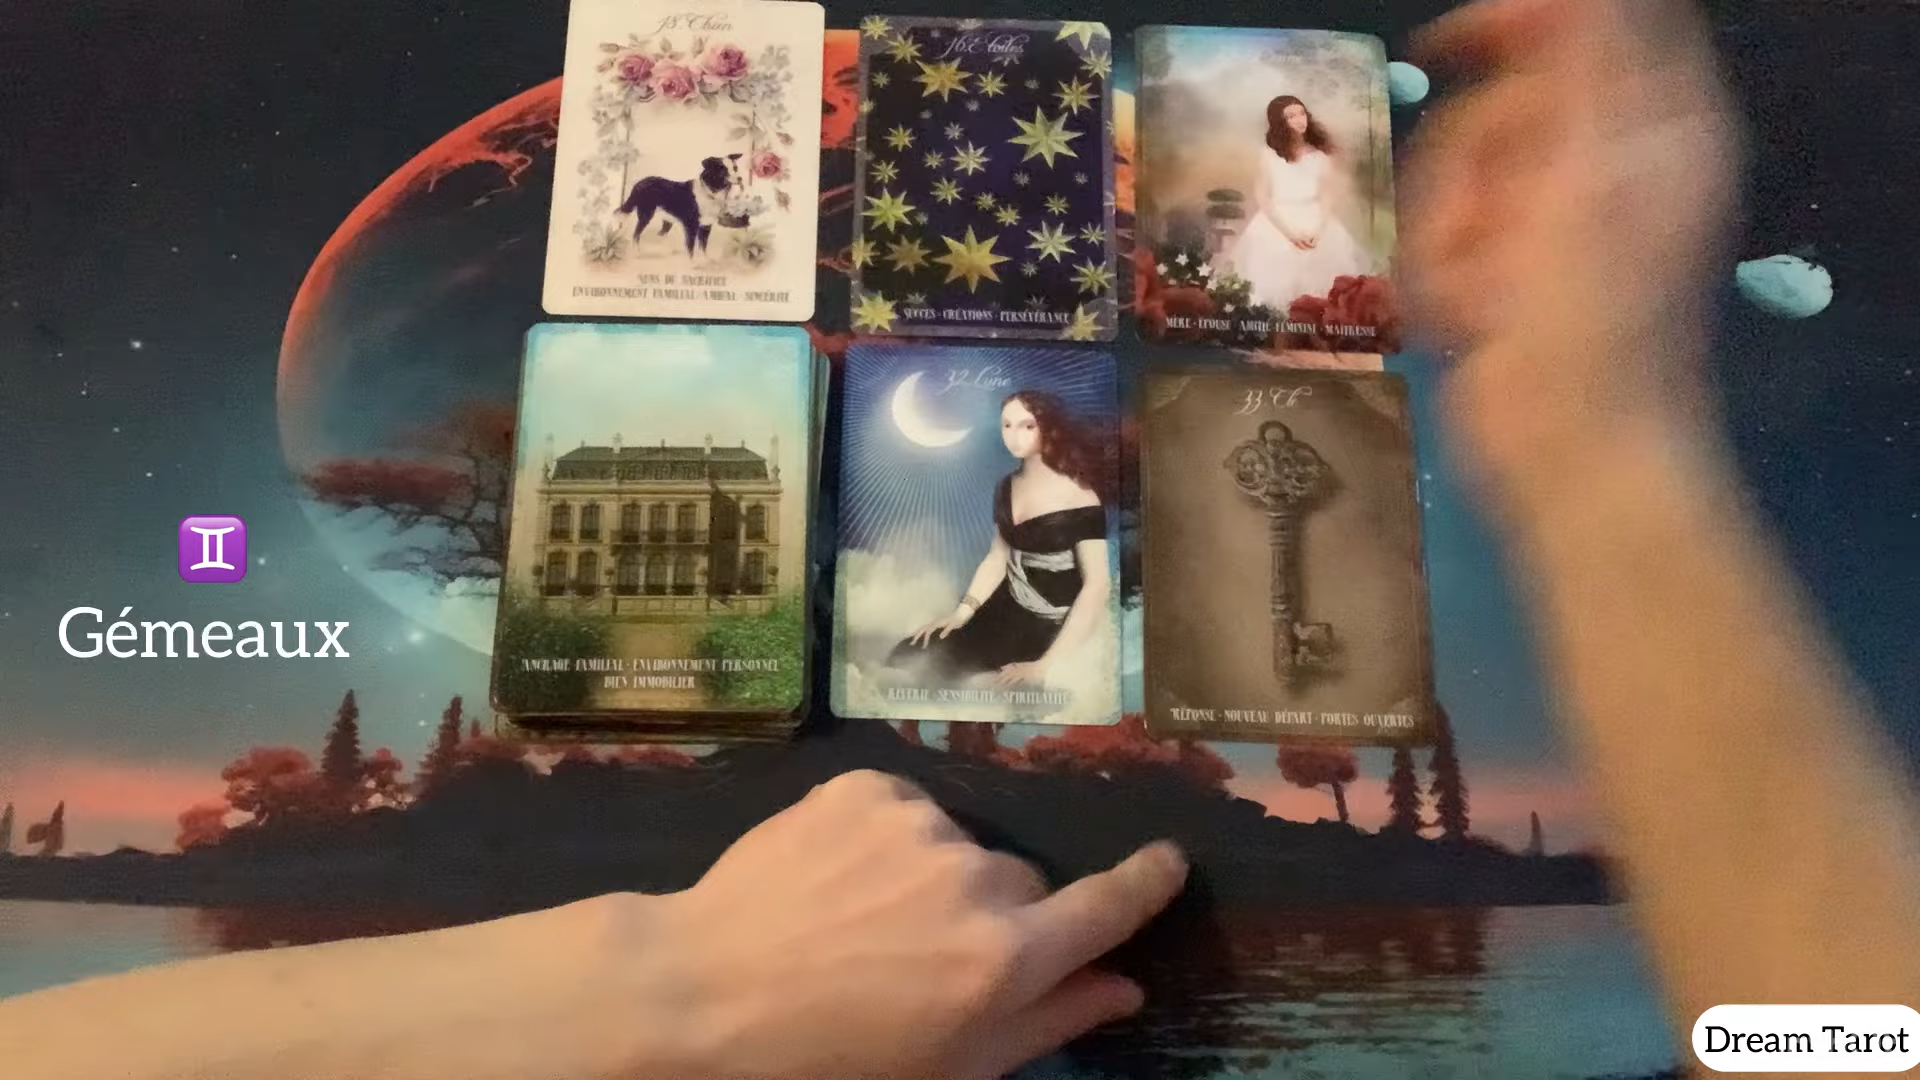 18. Chien
SENS DU SACRIFICE
ENVIRONNEMENT FAMILIAL/AMICAL · SINCÉRITÉ
16. Étoiles
SUCCÈS · CRÉATIONS · PERSÉVÉRANCE
MÈRE · ÉPOUSE · AMITIÉ FÉMININE · MAÎTRESSE
ANCRAGE FAMILIAL · ENVIRONNEMENT PERSONNEL
BIEN IMMOBILIER
32. Lune
RÊVERIE · SENSIBILITÉ · SPIRITUALITÉ
33. Clé
RÉPONSE · NOUVEAU DÉPART · PORTES OUVERTES
Gémeaux
Dream Tarot